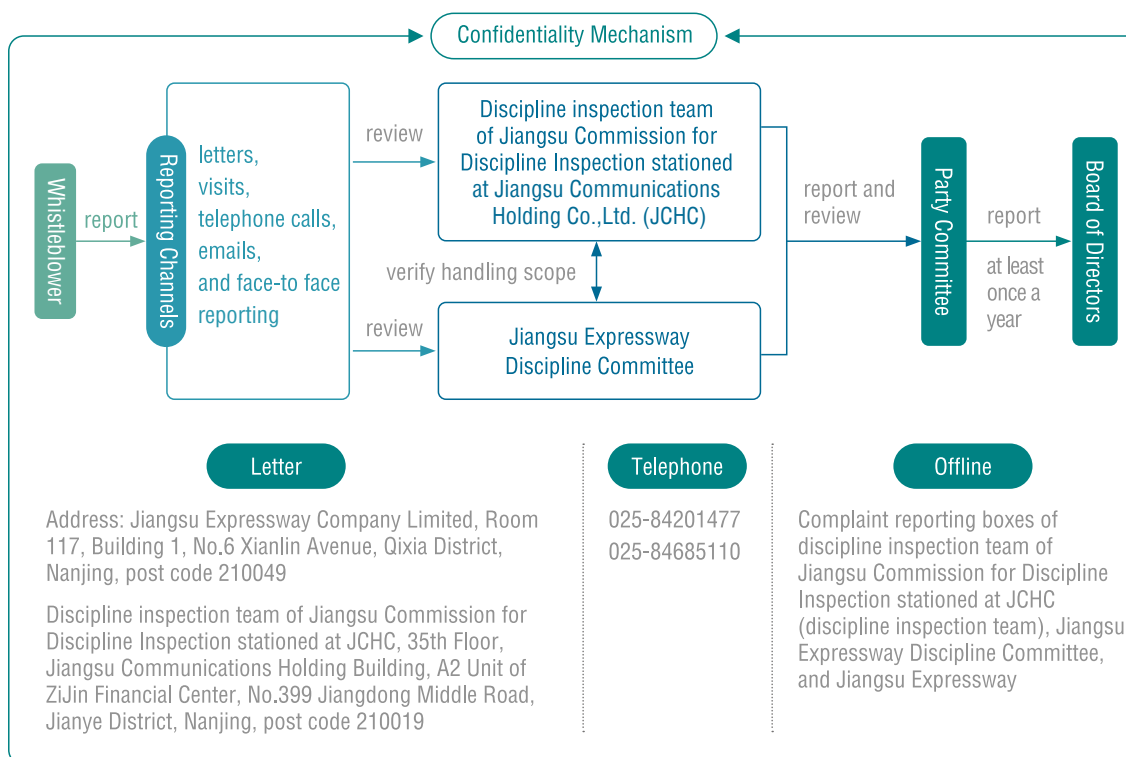 Confidentiality Mechanism
Whistleblower
report
Reporting Channels
letters,
visits,
telephone calls,
emails,
and face-to face
reporting
review
review
Discipline inspection team
of Jiangsu Commission for
Discipline Inspection stationed
at Jiangsu Communications
Holding Co.,Ltd. (JCHC)
verify handling scope
Jiangsu Expressway
Discipline Committee
report and
review
Party Committee
report
at least
once a
year
Board of Directors
Letter
Address: Jiangsu Expressway Company Limited, Room
117, Building 1, No.6 Xianlin Avenue, Qixia District,
Nanjing, post code 210049
Discipline inspection team of Jiangsu Commission for
Discipline Inspection stationed at JCHC, 35th Floor,
Jiangsu Communications Holding Building, A2 Unit of
ZiJin Financial Center, No.399 Jiangdong Middle Road,
Jianye District, Nanjing, post code 210019
Telephone
025-84201477
025-84685110
Offline
Complaint reporting boxes of
discipline inspection team of
Jiangsu Commission for Discipline
Inspection stationed at JCHC
(discipline inspection team), Jiangsu
Expressway Discipline Committee,
and Jiangsu Expressway